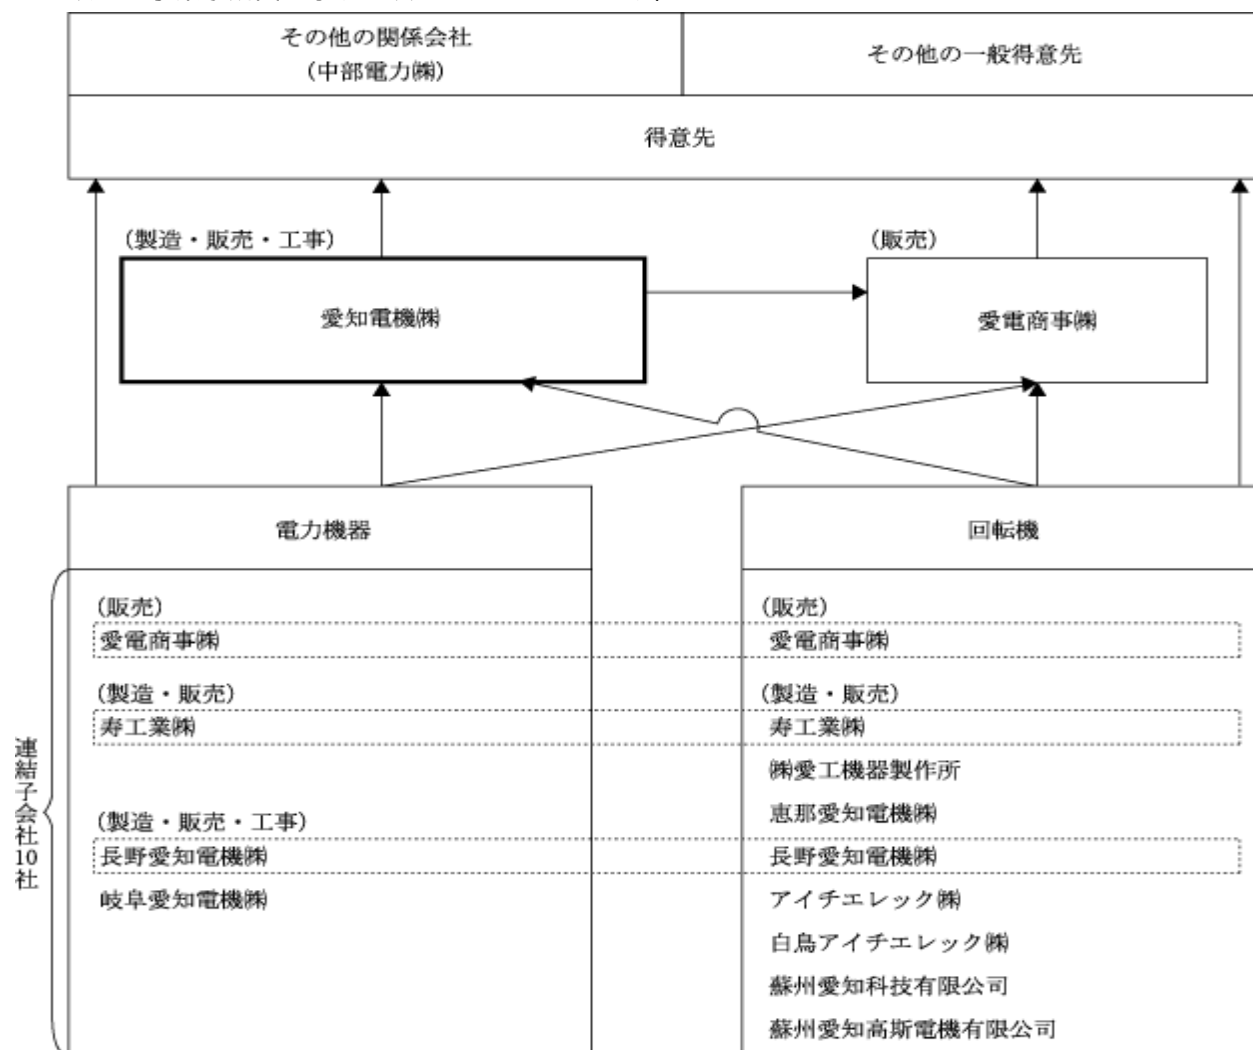 その他の関係会社
(中部電力㈱)
その他の一般得意先
得意先
(製造・販売・工事)
(販売)
愛知電機㈱
愛電商事㈱
電力機器
回転機
連結子会社10社
(販売)
愛電商事㈱
(製造・販売)
寿工業㈱
(製造・販売・工事)
長野愛知電機㈱
岐阜愛知電機㈱
(販売)
愛電商事㈱
(製造・販売)
寿工業㈱
㈱愛工機器製作所
恵那愛知電機㈱
長野愛知電機㈱
アイチエレック㈱
白鳥アイチエレック㈱
蘇州愛知科技有限公司
蘇州愛知高斯電機有限公司